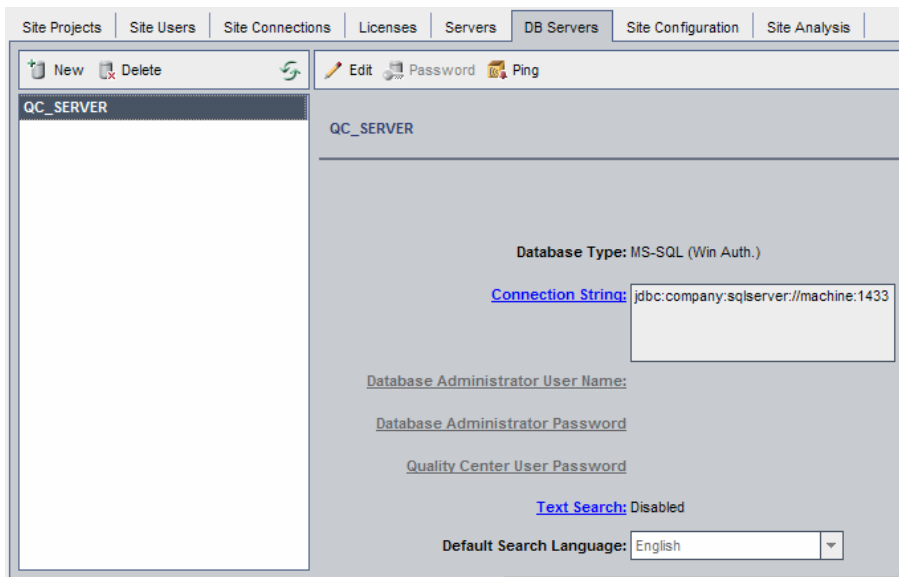 Site Projects Site Users Site Connections Licenses Servers DB Servers Site Configuration Site Analysis
New Delete Edit Password Ping
QC_SERVER
QC_SERVER
Database Type: MS-SQL (Win Auth.)
Connection String: jdbc:company:sqlserver://machine:1433
Database Administrator User Name:
Database Administrator Password
Quality Center User Password
Text Search: Disabled
Default Search Language: English